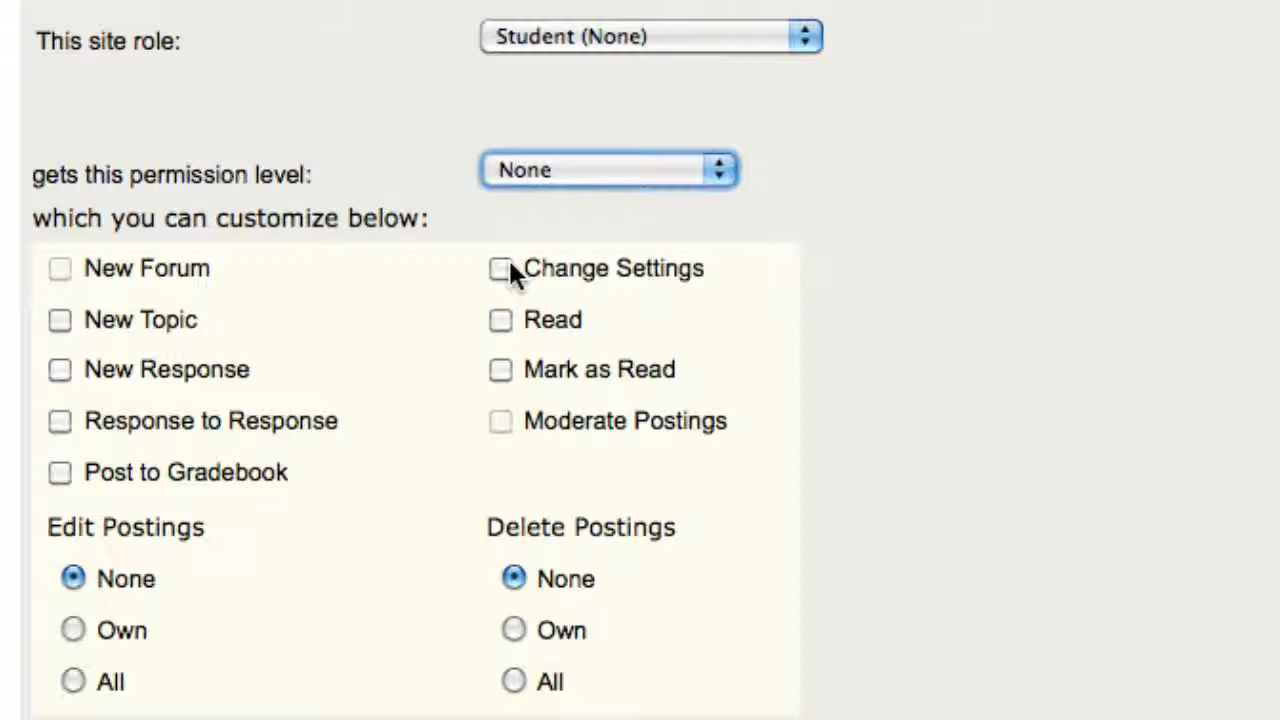 This site role:
Student (None)
gets this permission level:
None
which you can customize below:
New Forum
Change Settings
New Topic
Read
New Response
Mark as Read
Response to Response
Moderate Postings
Post to Gradebook
Edit Postings
Delete Postings
None
None
Own
Own
All
All